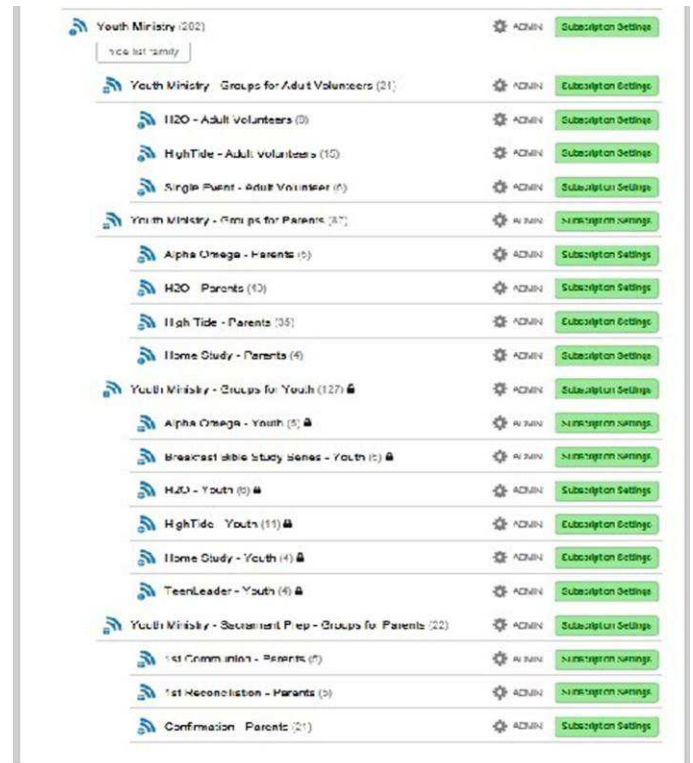 Youth Ministry (202) ADMIN Subscription Settings
hide list family
Youth Ministry - Groups for Adult Volunteers (21) ADMIN Subscription Settings
H2O - Adult Volunteers ADMIN Subscription Settings
HighTide - Adult Volunteers (15) ADMIN Subscription Settings
Single Event - Adult Volunteer (6) ADMIN Subscription Settings
Youth Ministry - Groups for Parents (87) ADMIN Subscription Settings
Alpha Omega - Parents ADMIN Subscription Settings
H2O - Parents ADMIN Subscription Settings
High Tide - Parents (35) ADMIN Subscription Settings
Home Study - Parents (4) ADMIN Subscription Settings
Youth Ministry - Groups for Youth (127) ADMIN Subscription Settings
Alpha Omega - Youth ADMIN Subscription Settings
Breakfast Bible Study Series - Youth ADMIN Subscription Settings
H2O - Youth ADMIN Subscription Settings
HighTide - Youth (11) ADMIN Subscription Settings
Home Study - Youth (4) ADMIN Subscription Settings
TeenLeader - Youth (4) ADMIN Subscription Settings
Youth Ministry - Sacrament Prep - Groups for Parents (22) ADMIN Subscription Settings
1st Communion - Parents ADMIN Subscription Settings
1st Reconciliation - Parents ADMIN Subscription Settings
Confirmation - Parents (21) ADMIN Subscription Settings